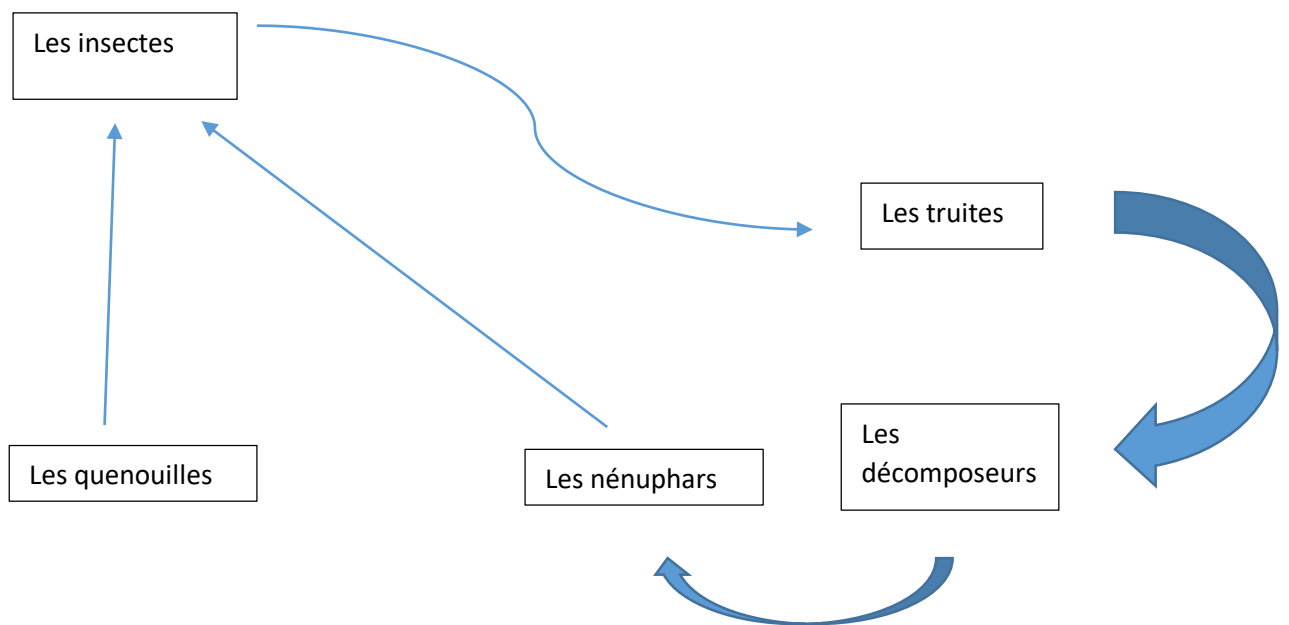 Les insectes
Les truites
Les
décomposeurs
Les quenouilles
Les nénuphars